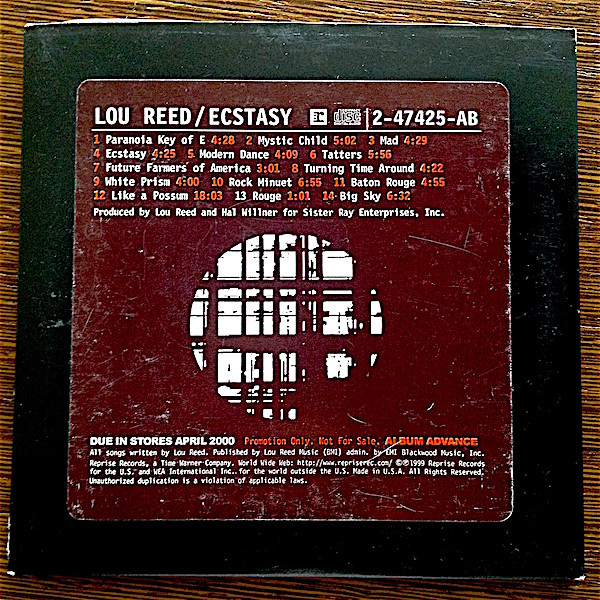 LOU REED/ECSTASY r disc 2-47425-AB
1 Paranoia Key of E 4:28 2 Mystic Child 5:02 3 Mad 4:29
4 Ecstasy 4:25 5 Modern Dance 4:09 6 Tatters 5:56
7 Future Farmers of America 3:01 8 Turning Time Around 4:22
9 White Prism 4:00 10 Rock Minuet 6:55 11 Baton Rouge 4:55
12 Like a Possum 18:03 13 Rouge 1:01 14 Big Sky 6:32
Produced by Lou Reed and Hal Willner for Sister Ray Enterprises, Inc.
DUE IN STORES APRIL 2000 Promotion Only. Not For Sale. ALBUM ADVANCE
All songs written by Lou Reed. Published by Lou Reed Music (BMI) admin. by EMI Blackwood Music, Inc.
Reprise Records, a Time Warner Company. World Wide Web: http://www.repriserec.com/ ©℗1999 Reprise Records
for the U.S. and WEA International Inc. for the world outside the U.S. Made in U.S.A. All Rights Reserved.
Unauthorized duplication is a violation of applicable laws.